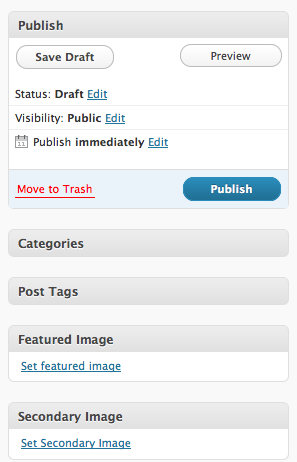 Publish
Save Draft Preview
Status: Draft Edit
Visibility: Public Edit
11 Publish immediately Edit
Move to Trash Publish
Categories
Post Tags
Featured Image
Set featured image
Secondary Image
Set Secondary Image